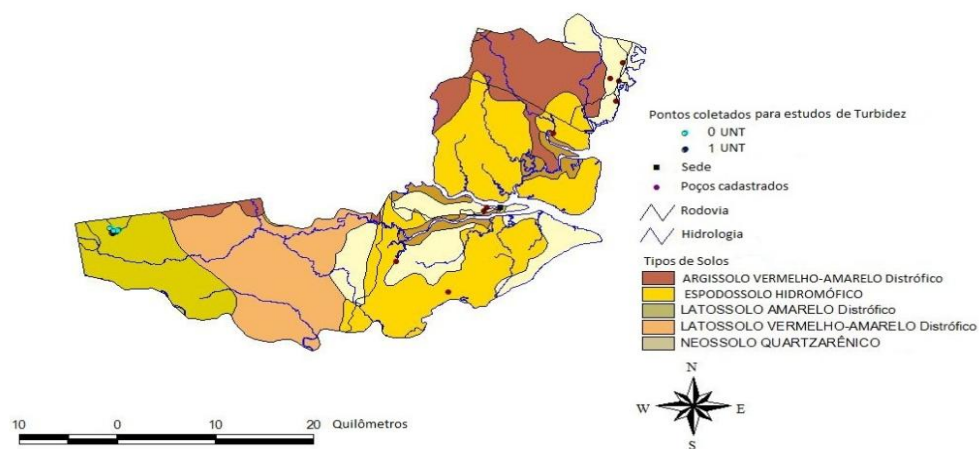 Pontos coletados para estudos de Turbidez
0 UNT
1 UNT
Sede
Poços cadastrados
Rodovia
Hidrologia
Tipos de Solos
ARGISSOLO VERMELHO-AMARELO Distrófico
ESPODOSSOLO HIDROMÓFICO
LATOSSOLO AMARELO Distrófico
LATOSSOLO VERMELHO-AMARELO Distrófico
NEOSSOLO QUARTZARÊNICO
N
W E
S
10 0 10 20 Quilômetros